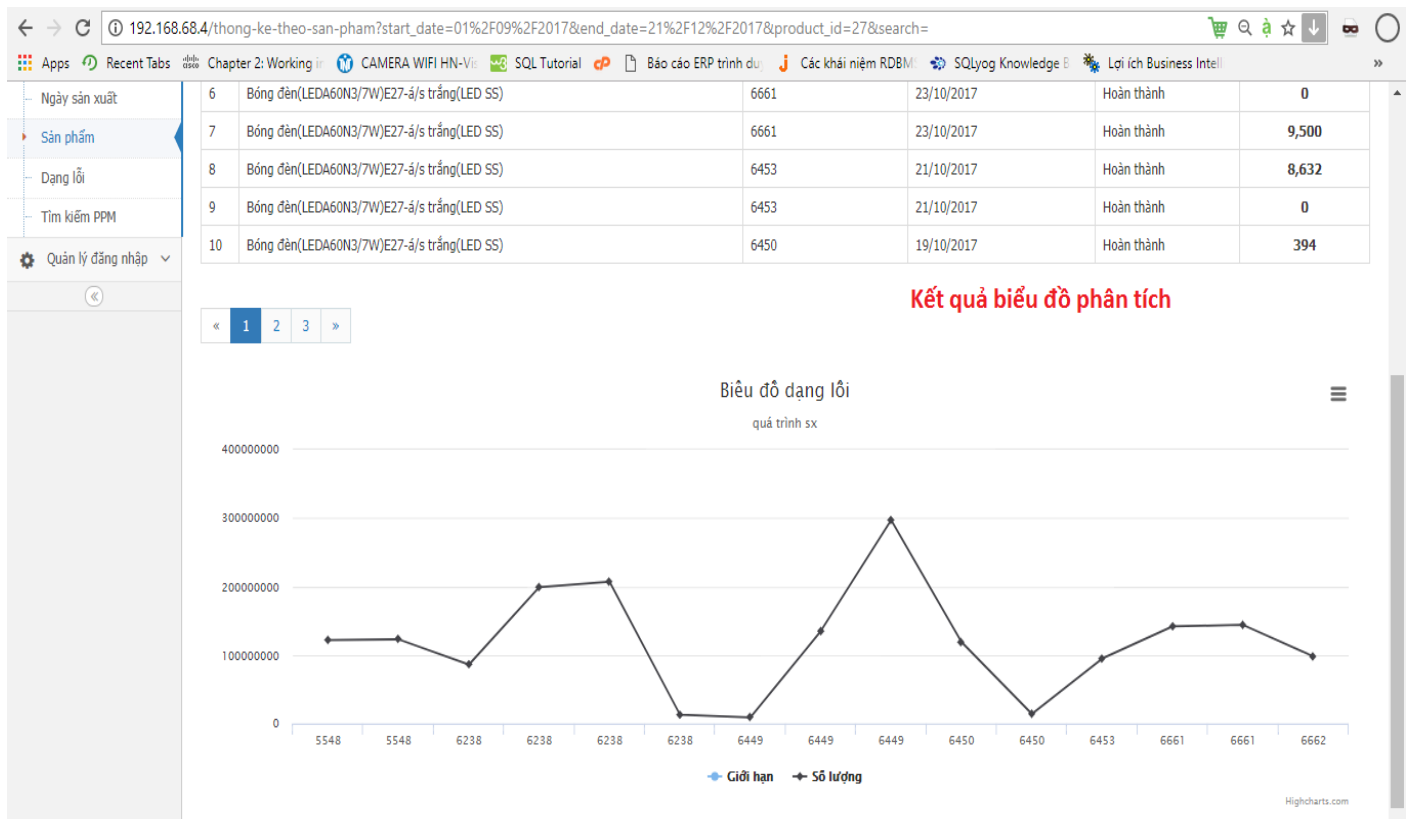 192.168.68.4/thong-ke-theo-san-pham?start_date=01%2F09%2F2017&end_date=21%2F12%2F2017&product_id=27&search=
Apps Recent Tabs Chapter 2: Working in CAMERA WIFI HN-Vi SQL Tutorial Báo cáo ERP trình du Các khái niệm RDBM SQLyog Knowledge B Lợi ích Business Intell »
Ngày sản xuất
Sản phẩm
Dạng lỗi
Tìm kiếm PPM
Quản lý đăng nhập
6 Bóng đèn(LEDA60N3/7W)E27-á/s trắng(LED SS) 6661 23/10/2017 Hoàn thành 0
7 Bóng đèn(LEDA60N3/7W)E27-á/s trắng(LED SS) 6661 23/10/2017 Hoàn thành 9,500
8 Bóng đèn(LEDA60N3/7W)E27-á/s trắng(LED SS) 6453 21/10/2017 Hoàn thành 8,632
9 Bóng đèn(LEDA60N3/7W)E27-á/s trắng(LED SS) 6453 21/10/2017 Hoàn thành 0
10 Bóng đèn(LEDA60N3/7W)E27-á/s trắng(LED SS) 6450 19/10/2017 Hoàn thành 394
Kết quả biểu đồ phân tích
« 1 2 3 »
Biểu đồ dạng lỗi
quá trình sx
400000000
300000000
200000000
100000000
0
5548 5548 6238 6238 6238 6238 6449 6449 6449 6450 6450 6453 6661 6661 6662
Giới hạn Số lượng
Highcharts.com